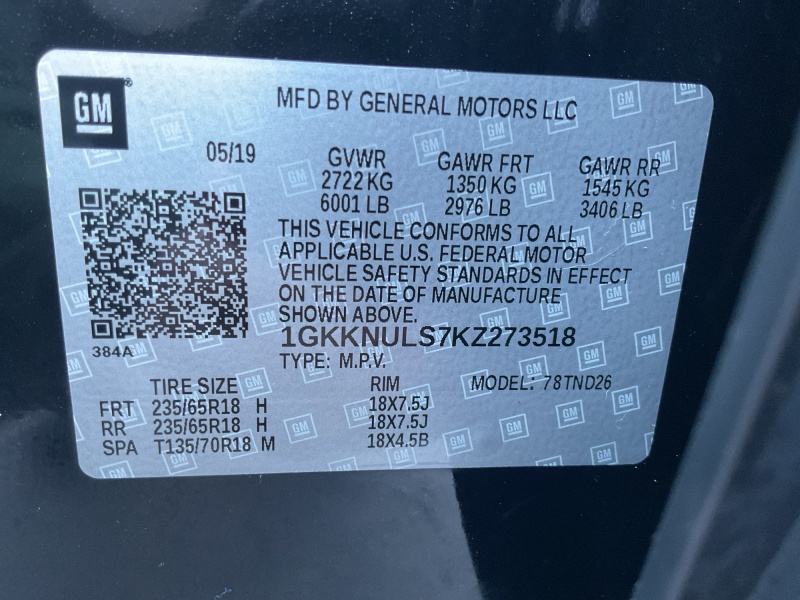 GM
MFD BY GENERAL MOTORS LLC
05/19
GVWR GAWR FRT GAWR RR
2722 KG 1350 KG 1545 KG
6001 LB 2976 LB 3406 LB
THIS VEHICLE CONFORMS TO ALL
APPLICABLE U.S. FEDERAL MOTOR
VEHICLE SAFETY STANDARDS IN EFFECT
ON THE DATE OF MANUFACTURE
SHOWN ABOVE.
1GKKNULS7KZ273518
384A
TYPE: M.P.V.
TIRE SIZE RIM MODEL: 78TND26
FRT 235/65R18 H 18X7.5J
RR 235/65R18 H 18X7.5J
SPA T135/70R18 M 18X4.5B